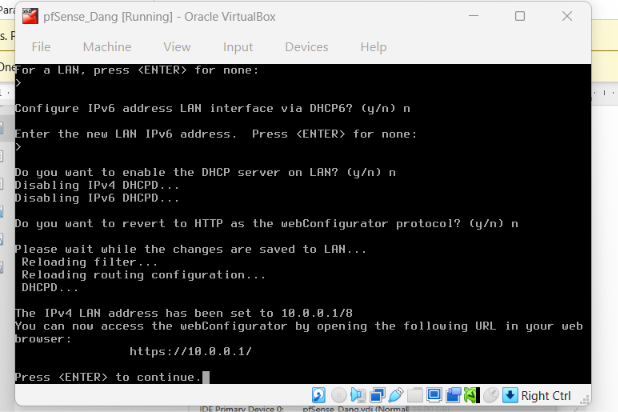 Para
pfSense_Dang [Running] - Oracle VirtualBox
s. P
File Machine View Input Devices Help
One
For a LAN, press <ENTER> for none:
>
Configure IPv6 address LAN interface via DHCP6? (y/n) n
Enter the new LAN IPv6 address.  Press <ENTER> for none:
>
Do you want to enable the DHCP server on LAN? (y/n) n
Disabling IPv4 DHCPD...
Disabling IPv6 DHCPD...
Do you want to revert to HTTP as the webConfigurator protocol? (y/n) n
Please wait while the changes are saved to LAN...
Reloading filter...
Reloading routing configuration...
DHCPD...
The IPv4 LAN address has been set to 10.0.0.1/8
You can now access the webConfigurator by opening the following URL in your web
browser:
https://10.0.0.1/
Press <ENTER> to continue.
Right Ctrl
IDE Primary Device 0: pfSense_Dang.vdi (Normal